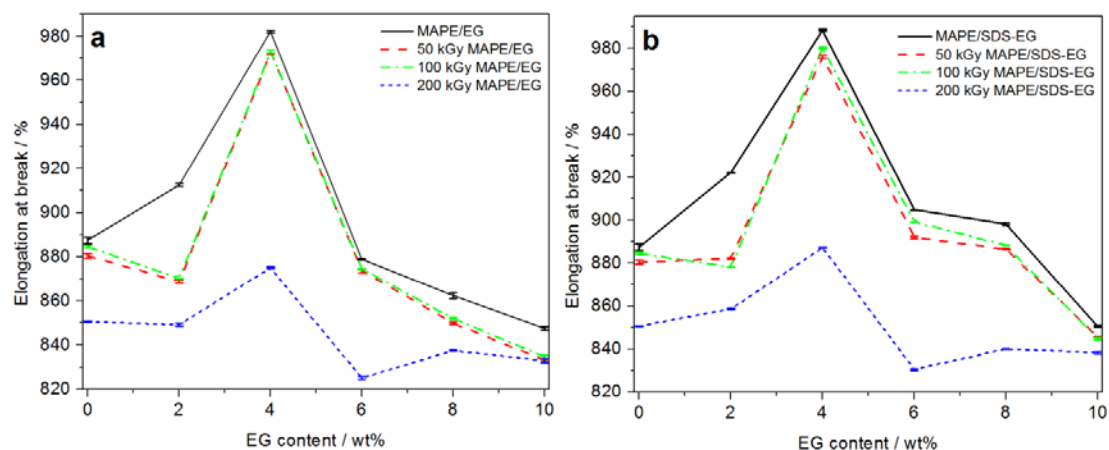 a
MAPE/EG
50 kGy MAPE/EG
100 kGy MAPE/EG
200 kGy MAPE/EG
Elongation at break / %
980
960
940
920
900
880
860
840
820
0 2 4 6 8 10
EG content / wt%
b
MAPE/SDS-EG
50 kGy MAPE/SDS-EG
100 kGy MAPE/SDS-EG
200 kGy MAPE/SDS-EG
Elongation at break / %
980
960
940
920
900
880
860
840
820
0 2 4 6 8 10
EG content / wt%